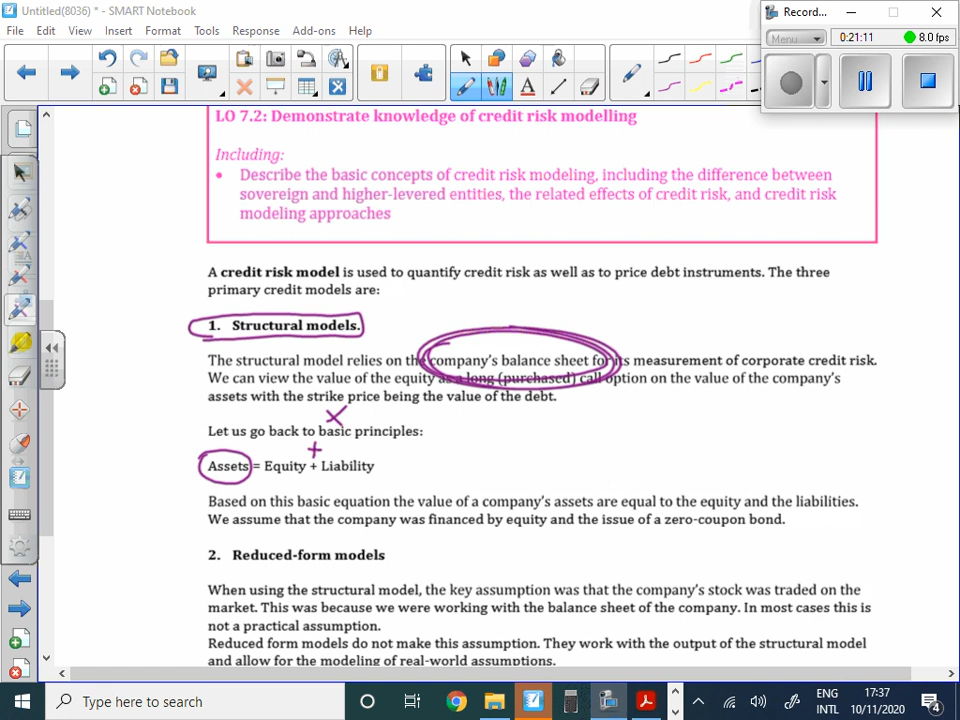 Untitled(8036) * - SMART Notebook
File Edit View Insert Format Tools Response Add-ons Help
Record...
Menu
0:21:11
8.0 fps
LO 7.2: Demonstrate knowledge of credit risk modelling
Including:
• Describe the basic concepts of credit risk modeling, including the difference between
sovereign and higher-levered entities, the related effects of credit risk, and credit risk
modeling approaches
A credit risk model is used to quantify credit risk as well as to price debt instruments. The three
primary credit models are:
1. Structural models.
The structural model relies on the company's balance sheet for its measurement of corporate credit risk.
We can view the value of the equity as a long (purchased) call option on the value of the company's
assets with the strike price being the value of the debt.
X
Let us go back to basic principles:
+
Assets = Equity + Liability
Based on this basic equation the value of a company's assets are equal to the equity and the liabilities.
We assume that the company was financed by equity and the issue of a zero-coupon bond.
2. Reduced-form models
When using the structural model, the key assumption was that the company's stock was traded on the
market. This was because we were working with the balance sheet of the company. In most cases this is
not a practical assumption.
Reduced form models do not make this assumption. They work with the output of the structural model
and allow for the modeling of real-world assumptions.
Type here to search
ENG
INTL
17:37
10/11/2020
4